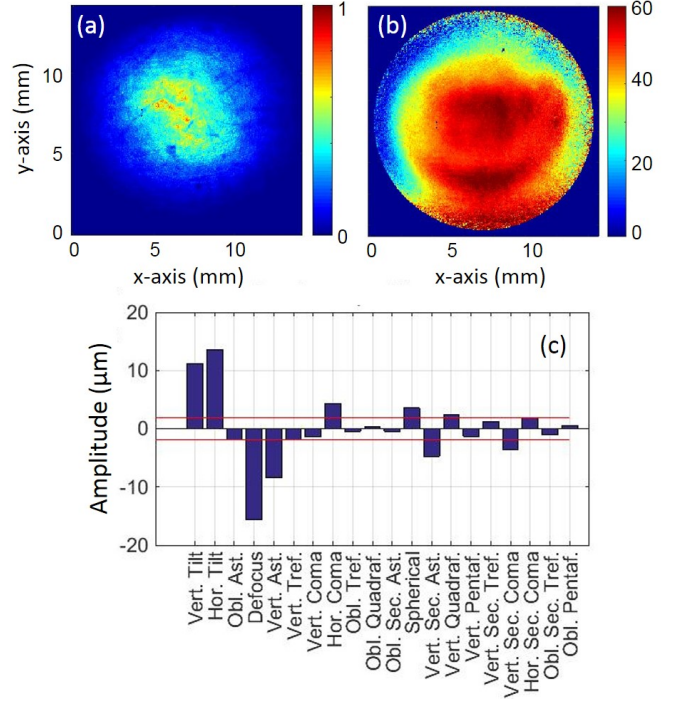 (a)
1
0
y-axis (mm)
10
5
0
0 5 10
x-axis (mm)
(b)
60
40
20
0
0 5 10
x-axis (mm)
(c)
Amplitude (μm)
20
10
0
-10
-20
Vert. Tilt
Hor. Tilt
Obl. Ast.
Defocus
Vert. Ast.
Vert. Tref.
Vert. Coma
Hor. Coma
Obl. Tref.
Obl. Quadraf.
Obl. Sec. Ast.
Spherical
Vert. Sec. Ast.
Vert. Quadraf.
Vert. Pentaf.
Vert. Sec. Tref.
Vert. Sec. Coma
Hor. Sec. Coma
Obl. Sec. Tref.
Obl. Pentaf.